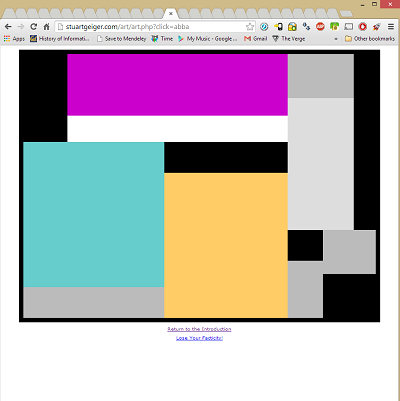 stuartgeiger.com/art/art.php?click=abba
Apps History of Informati... Save to Mendeley Time My Music - Google ... Gmail The Verge » Other bookmarks
Return to the Introduction
Lose Your Facticity!